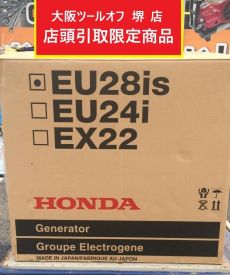 大阪ツールオフ 堺 店
店頭引取限定商品
EU28is
EU24i
EX22
HONDA
Generator
Groupe Electrogene
MADE IN JAPAN/FABRIQUE AU JAPON